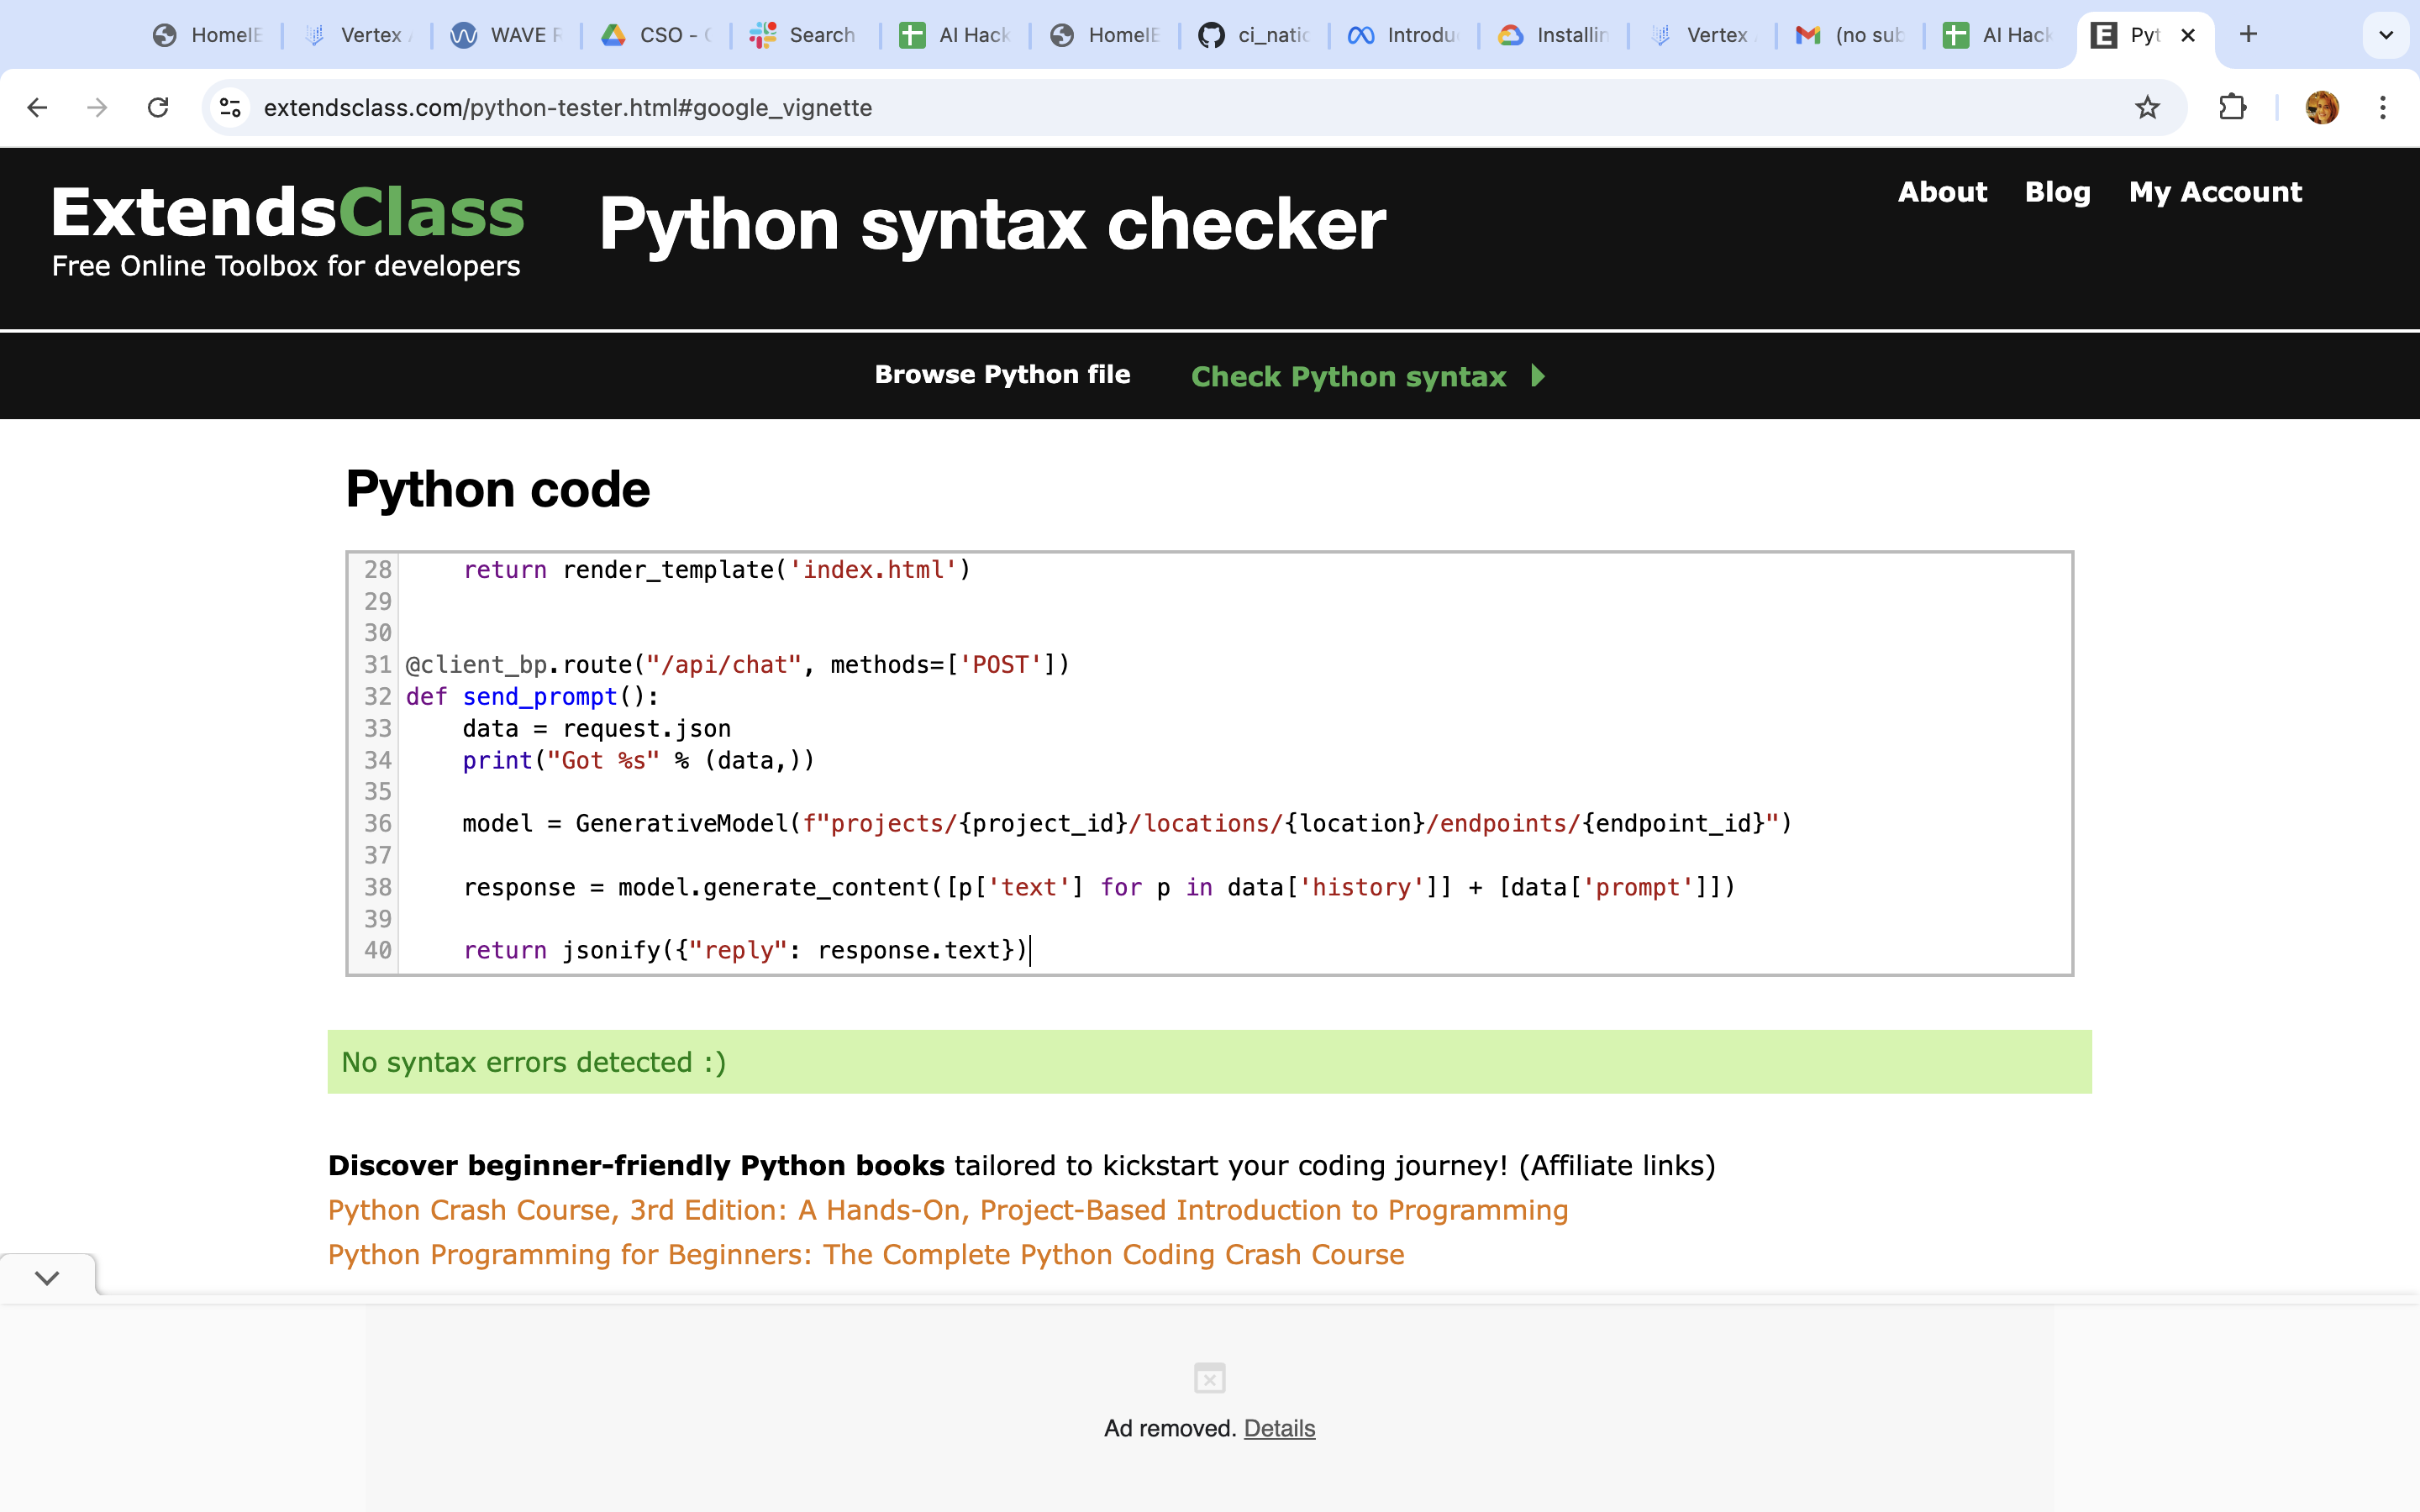 HomeIE
Vertex
WAVE R
CSO - 
Search
AI Hack
HomeIE
ci_natio
Introdu
Installin
Vertex
(no sub
AI Hack
Pyt
extendsclass.com/python-tester.html#google_vignette
ExtendsClass
Free Online Toolbox for developers
Python syntax checker
About
Blog
My Account
Browse Python file
Check Python syntax
Python code
28     return render_template('index.html')
29
30
31 @client_bp.route("/api/chat", methods=['POST'])
32 def send_prompt():
33     data = request.json
34     print("Got %s" % (data,))
35
36     model = GenerativeModel(f"projects/{project_id}/locations/{location}/endpoints/{endpoint_id}")
37
38     response = model.generate_content([p['text'] for p in data['history']] + [data['prompt']])
39
40     return jsonify({"reply": response.text})
No syntax errors detected :)
Discover beginner-friendly Python books tailored to kickstart your coding journey! (Affiliate links)
Python Crash Course, 3rd Edition: A Hands-On, Project-Based Introduction to Programming
Python Programming for Beginners: The Complete Python Coding Crash Course
Ad removed. Details